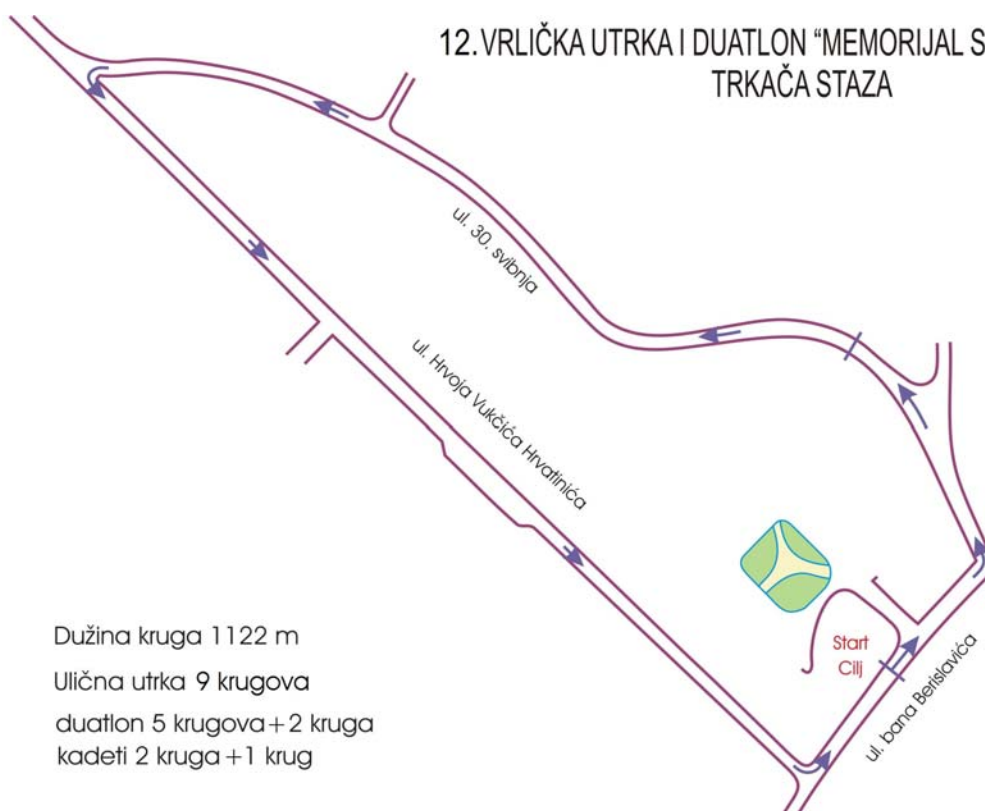 12.VRLIČKA UTRKA I DUATLON “MEMORIJAL S
TRKAČA STAZA
ul. 30. svibnja
ul. Hrvoja Vukčića Hrvatinića
Start
Cilj
ul. bana Berislavića
Dužina kruga 1122 m
Ulična utrka 9 krugova
duatlon 5 krugova+2 kruga
kadeti 2 kruga +1 krug